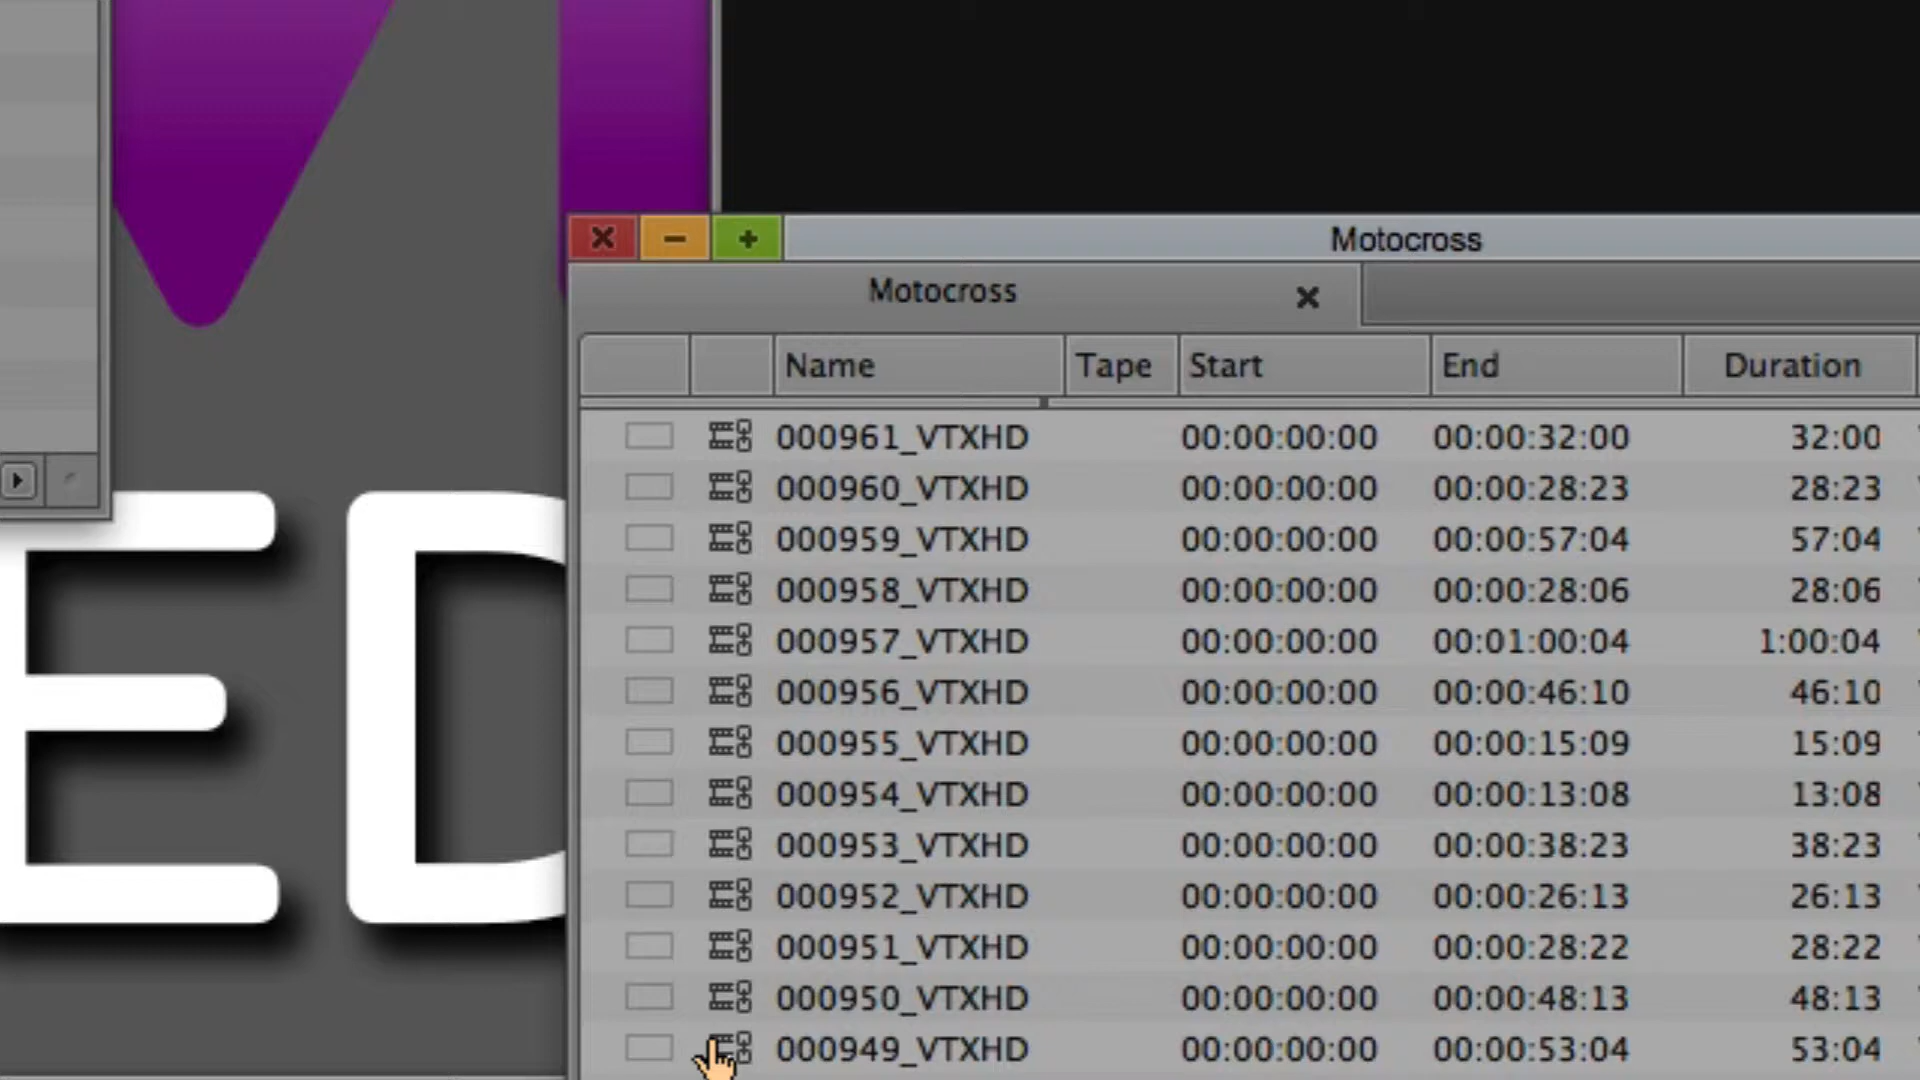 Motocross
Motocross
Name Tape Start End Duration
000961_VTXHD 00:00:00:00 00:00:32:00 32:00
000960_VTXHD 00:00:00:00 00:00:28:23 28:23
000959_VTXHD 00:00:00:00 00:00:57:04 57:04
000958_VTXHD 00:00:00:00 00:00:28:06 28:06
000957_VTXHD 00:00:00:00 00:01:00:04 1:00:04
000956_VTXHD 00:00:00:00 00:00:46:10 46:10
000955_VTXHD 00:00:00:00 00:00:15:09 15:09
000954_VTXHD 00:00:00:00 00:00:13:08 13:08
000953_VTXHD 00:00:00:00 00:00:38:23 38:23
000952_VTXHD 00:00:00:00 00:00:26:13 26:13
000951_VTXHD 00:00:00:00 00:00:28:22 28:22
000950_VTXHD 00:00:00:00 00:00:48:13 48:13
000949_VTXHD 00:00:00:00 00:00:53:04 53:04
ED